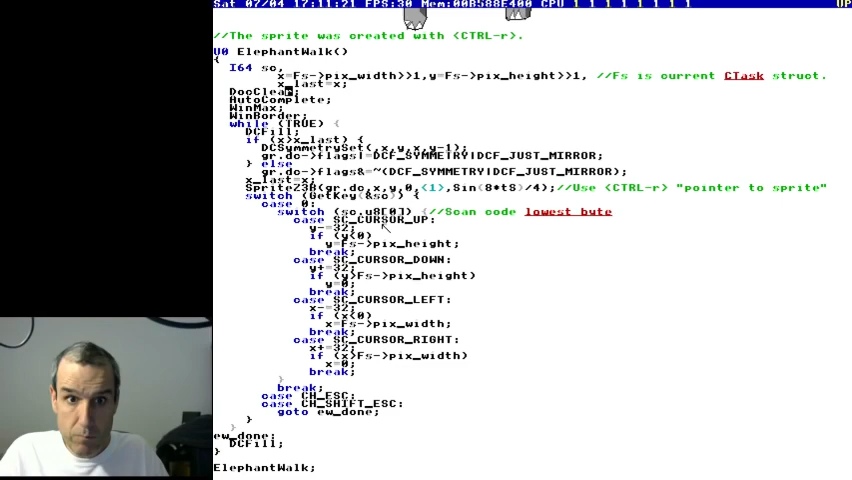 Sat 07/04 17:11:21 FPS:30 Mem:00B588E400 CPU 1 1 1 1 1 1 1 1 UP
//The sprite was created with <CTRL-r>.
U0 ElephantWalk()
{
I64 sc,
x=Fs->pix_width>>1,y=Fs->pix_height>>1, //Fs is current CTask struct.
x_last=x;
DocClear;
AutoComplete;
WinMax;
WinBorder;
while (TRUE) {
DCFill;
if (x>x_last) {
DCSymmetrySet(,x,y,x,y-1);
gr.dc->flags|=DCF_SYMMETRY|DCF_JUST_MIRROR;
} else
gr.dc->flags&=~(DCF_SYMMETRY|DCF_JUST_MIRROR);
x_last=x;
Sprite3ZB(gr.dc,x,y,0,<1>,Sin(8*tS)/4);//Use <CTRL-r> "pointer to sprite"
switch (GetKey(&sc)) {
case 0:
switch (sc.u8[0]) {//Scan code lowest byte
case SC_CURSOR_UP:
y-=32;
if (y<0)
y=Fs->pix_height;
break;
case SC_CURSOR_DOWN:
y+=32;
if (y>Fs->pix_height)
y=0;
break;
case SC_CURSOR_LEFT:
x-=32;
if (x<0)
x=Fs->pix_width;
break;
case SC_CURSOR_RIGHT:
x+=32;
if (x>Fs->pix_width)
x=0;
break;
}
break;
case CH_ESC:
case CH_SHIFT_ESC:
goto ew_done;
}
}
ew_done:
DCFill;
}
ElephantWalk;